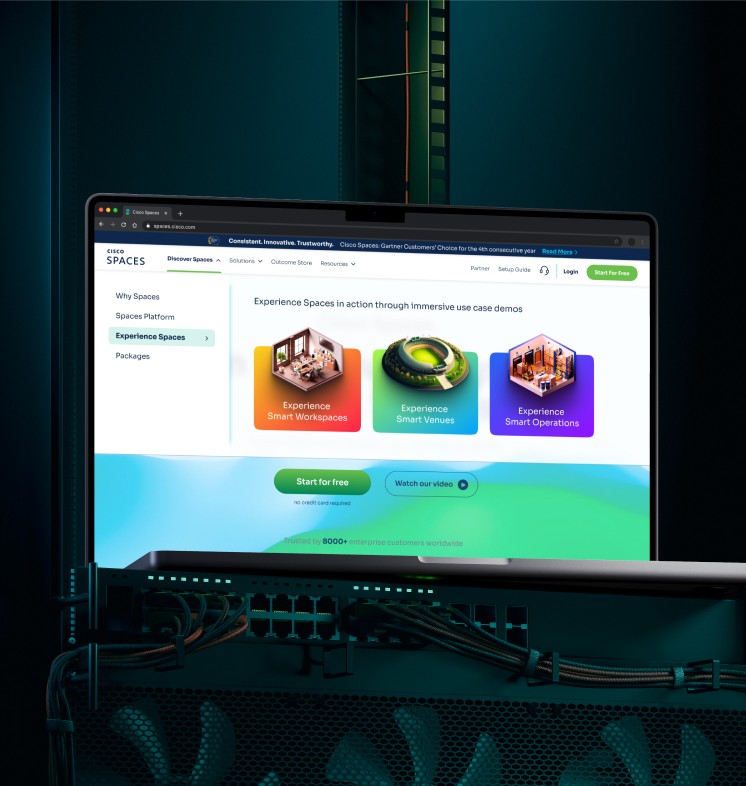 Cisco Spaces
spaces.cisco.com
Consistent. Innovative. Trustworthy. Cisco Spaces: Gartner Customers' Choice for the 4th consecutive year Read More >
CISCO
SPACES
Discover Spaces Solutions Outcome Store Resources Partner Setup Guide Login Start for Free
Why Spaces
Spaces Platform
Experience Spaces
Packages
Experience Spaces in action through immersive use case demos
Experience
Smart Workspaces
Experience
Smart Venues
Experience
Smart Operations
Start for free
Watch our video
no credit card required
Trusted by 8000+ enterprise customers worldwide